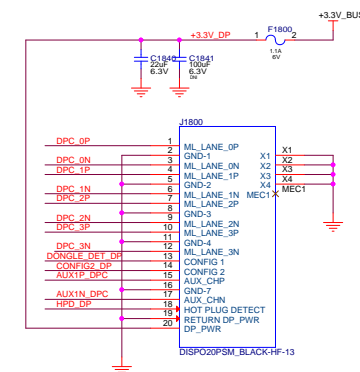 +3.3V_BUS
F1800
+3.3V_DP 1 2
1.1A
6V
C1840 C1841
22uF 100uF
6.3V 6.3V
DNI
J1800
DPC_0P 1 ML_LANE_0P
2 GND-1 X1 X1
DPC_0N 3 ML_LANE_0N X2 X2
DPC_1P 4 ML_LANE_1P X3 X3
5 GND-2 X4 X4
DPC_1N 6 ML_LANE_1N MEC1 MEC1
DPC_2P 7 ML_LANE_2P
8 GND-3
DPC_2N 9 ML_LANE_2N
DPC_3P 10 ML_LANE_3P
11 GND-4
DPC_3N 12 ML_LANE_3N
DONGLE_DET_DP 13 CONFIG 1
CONFIG2_DP 14 CONFIG 2
AUX1P_DPC 15 AUX_CHP
16 GND-7
AUX1N_DPC 17 AUX_CHN
HPD_DP 18 HOT PLUG DETECT
19 RETURN DP_PWR
20 DP_PWR
DISPO20PSM_BLACK-HF-13